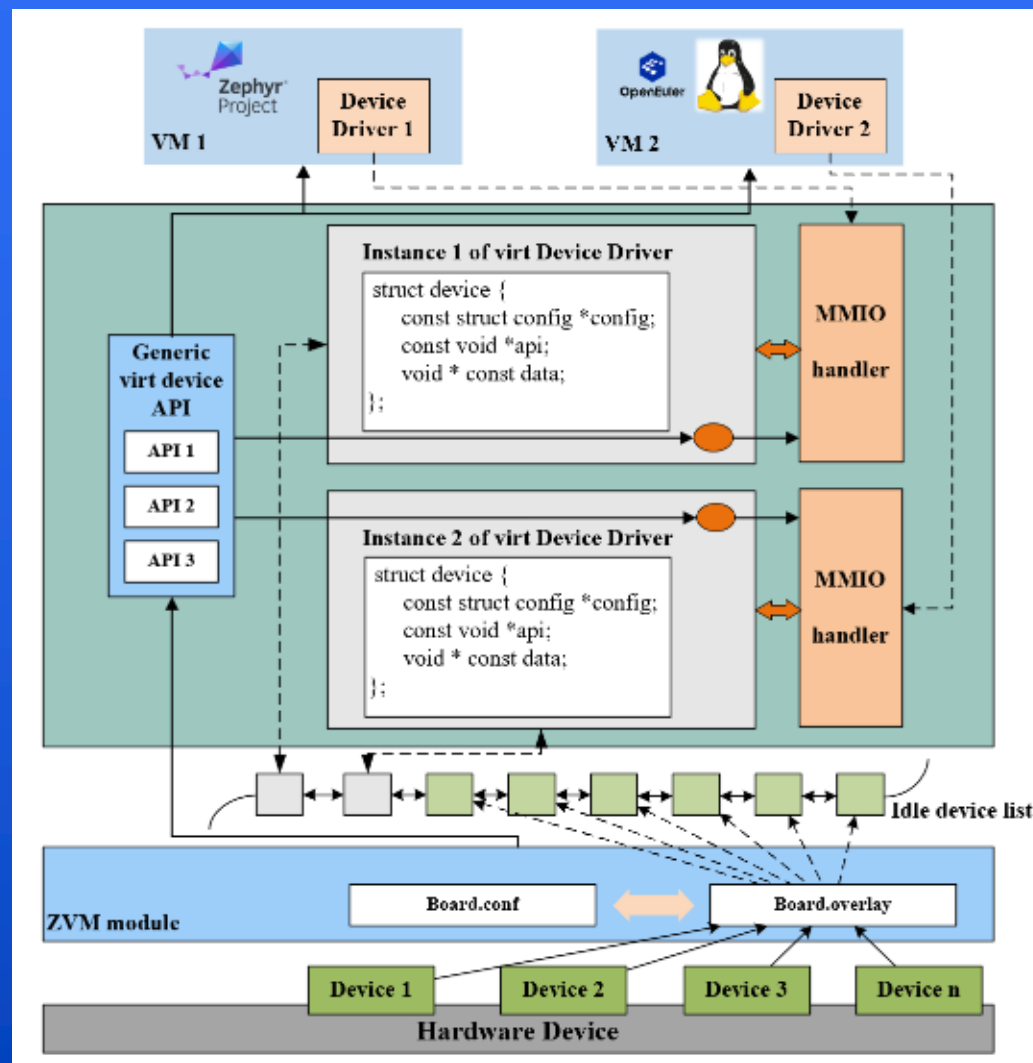 Zephyr
Project
Device
Driver 1
VM 1
OpenEuler
Device
Driver 2
VM 2
Instance 1 of virt Device Driver
struct device {
const struct config *config;
const void *api;
void * const data;
};
MMIO
handler
Generic
virt device
API
API 1
API 2
API 3
Instance 2 of virt Device Driver
struct device {
const struct config *config;
const void *api;
void * const data;
};
MMIO
handler
Idle device list
Board.conf
Board.overlay
ZVM module
Device 1
Device 2
Device 3
Device n
Hardware Device